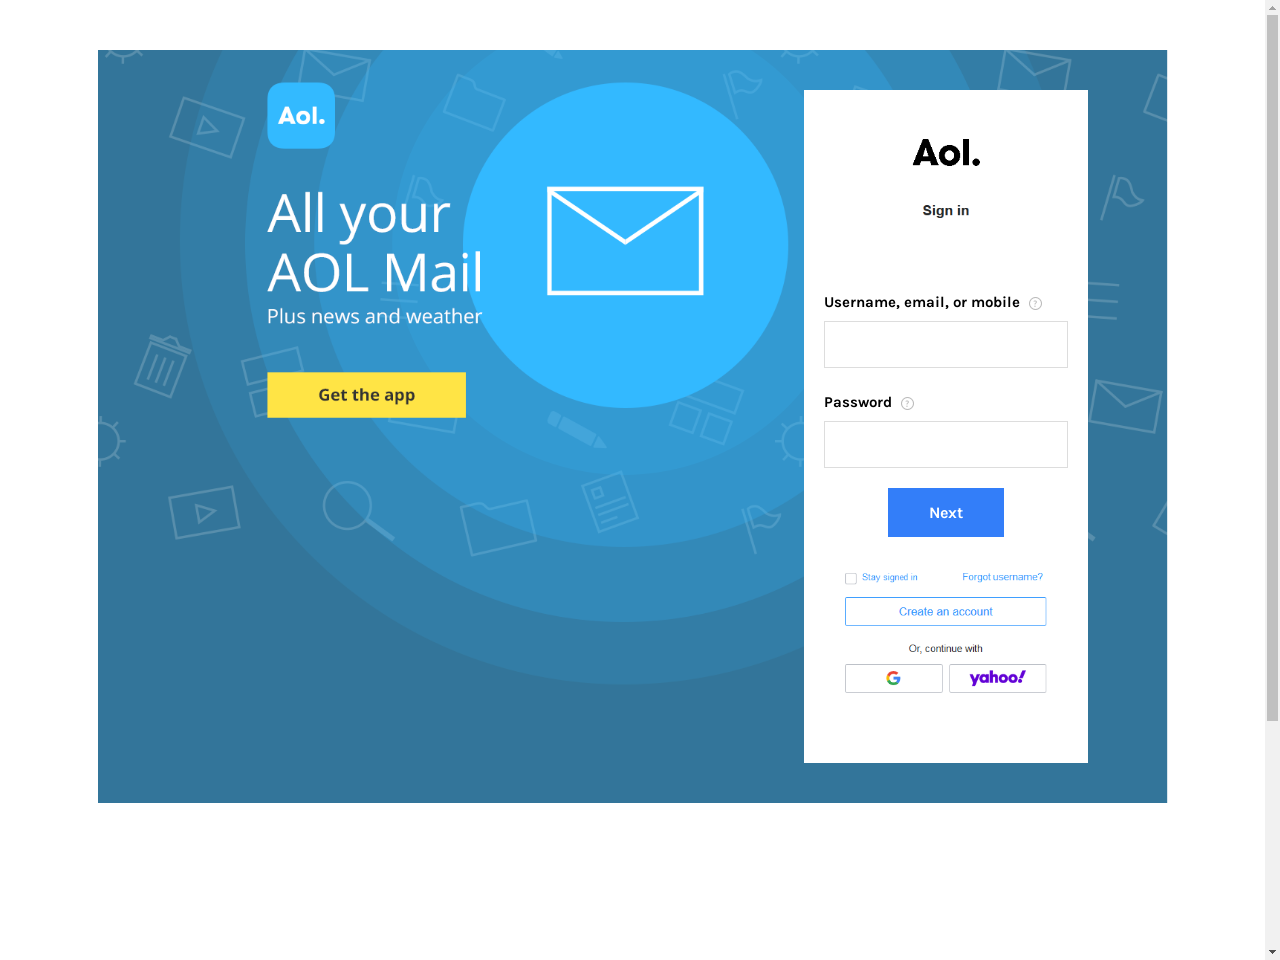 Aol.
All your
AOL Mail
Plus news and weather
Get the app
Aol.
Sign in
Username, email, or mobile ?
Password ?
Next
Stay signed in Forgot username?
Create an account
Or, continue with
G yahoo!